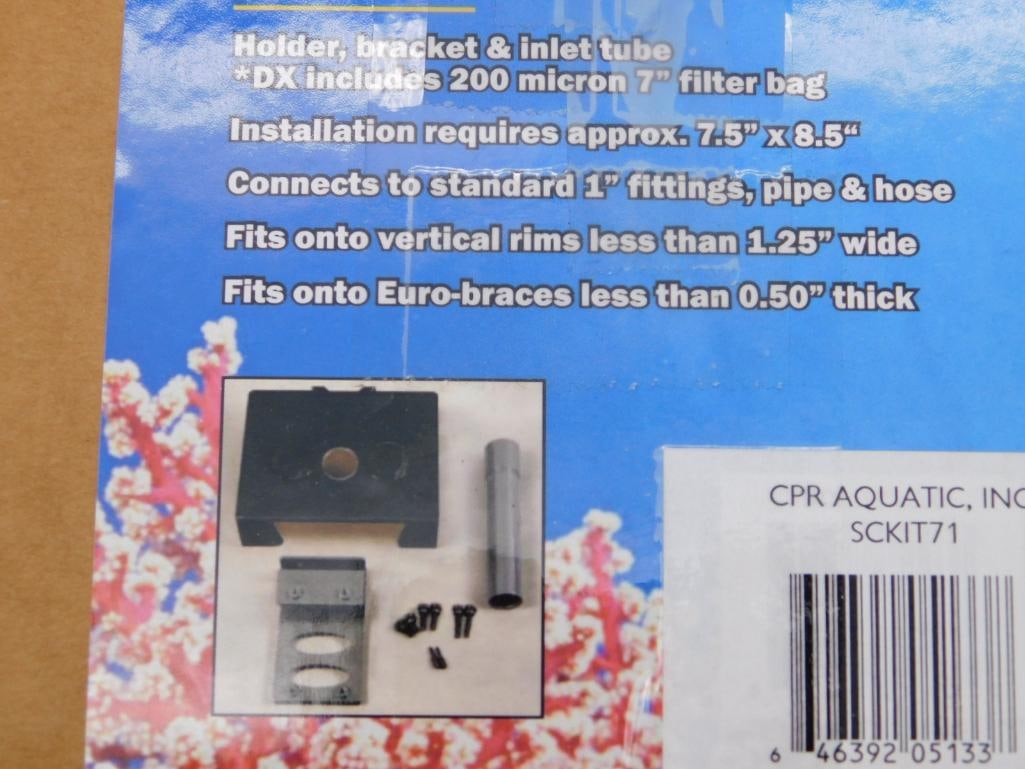 Holder, bracket & inlet tube
*DX includes 200 micron 7” filter bag
Installation requires approx. 7.5” x 8.5“
Connects to standard 1” fittings, pipe & hose
Fits onto vertical rims less than 1.25” wide
Fits onto Euro-braces less than 0.50” thick
CPR AQUATIC, INC
SCKIT71
6 46392 05133